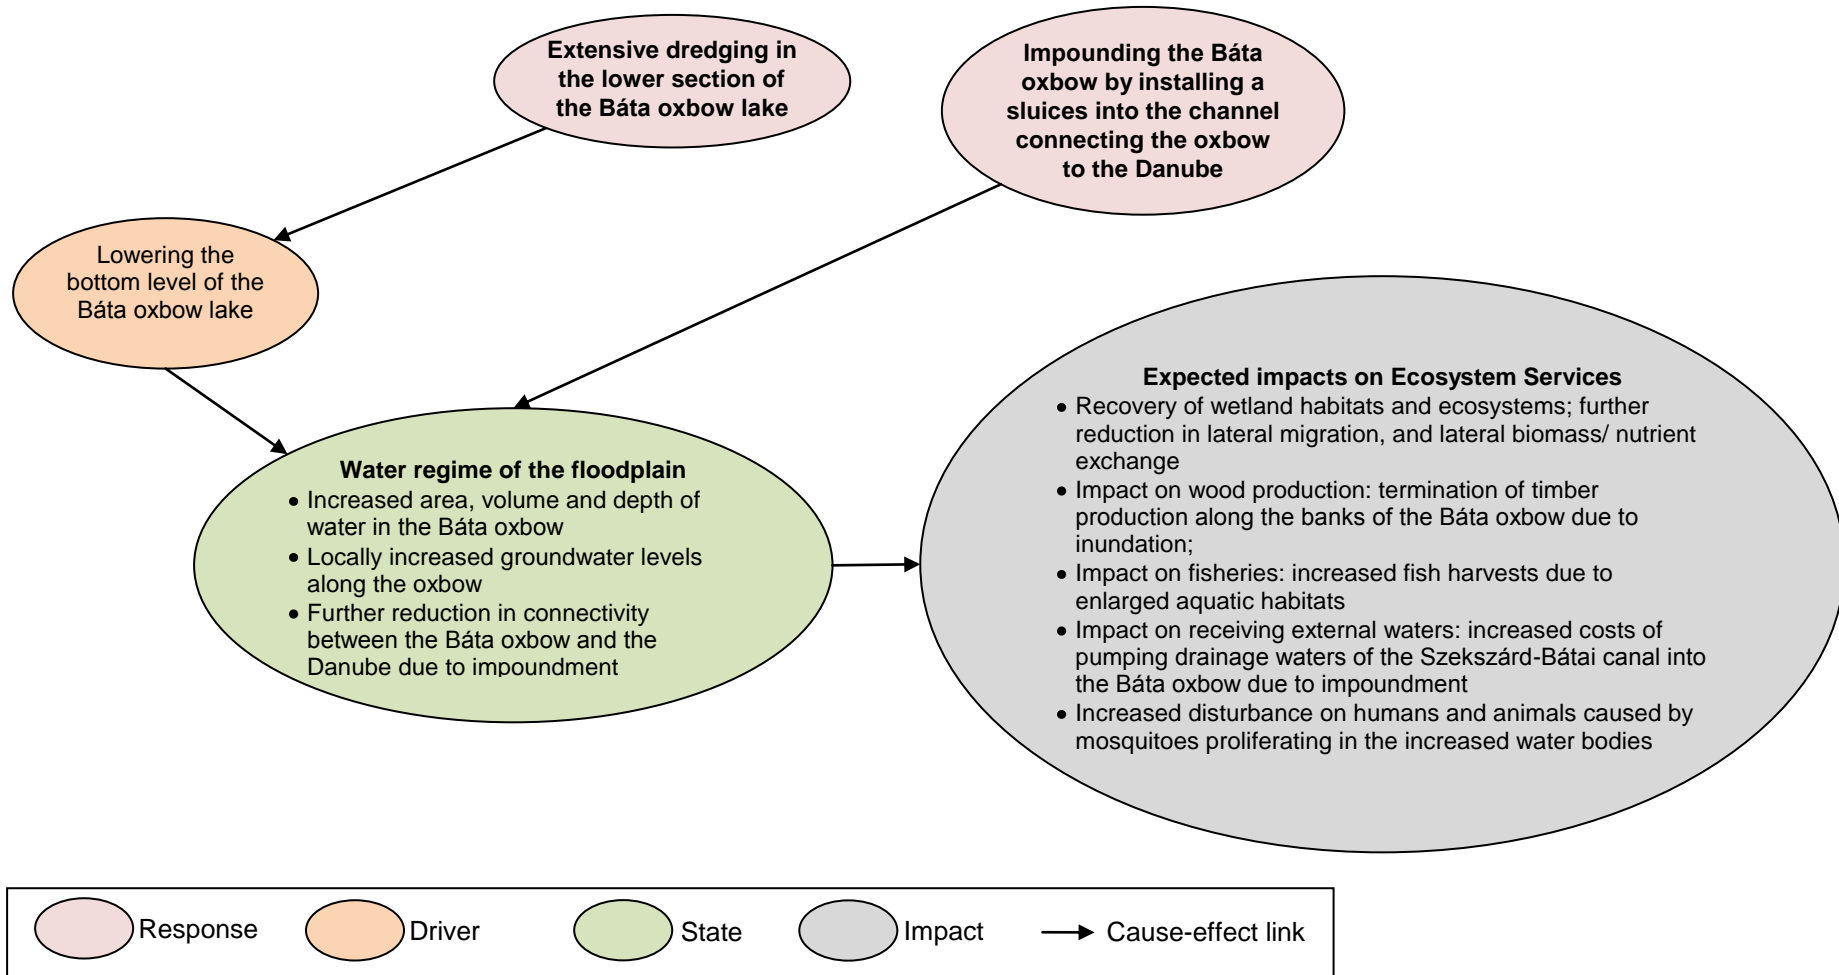 Extensive dredging in
the lower section of
the Báta oxbow lake
Impounding the Báta
oxbow by installing a
sluices into the channel
connecting the oxbow
to the Danube
Lowering the
bottom level of the
Báta oxbow lake
Water regime of the floodplain
• Increased area, volume and depth of
water in the Báta oxbow
• Locally increased groundwater levels
along the oxbow
• Further reduction in connectivity
between the Báta oxbow and the
Danube due to impoundment
Expected impacts on Ecosystem Services
• Recovery of wetland habitats and ecosystems; further
reduction in lateral migration, and lateral biomass/ nutrient
exchange
• Impact on wood production: termination of timber
production along the banks of the Báta oxbow due to
inundation;
• Impact on fisheries: increased fish harvests due to
enlarged aquatic habitats
• Impact on receiving external waters: increased costs of
pumping drainage waters of the Szekszárd-Bátai canal into
the Báta oxbow due to impoundment
• Increased disturbance on humans and animals caused by
mosquitoes proliferating in the increased water bodies
Response
Driver
State
Impact
Cause-effect link